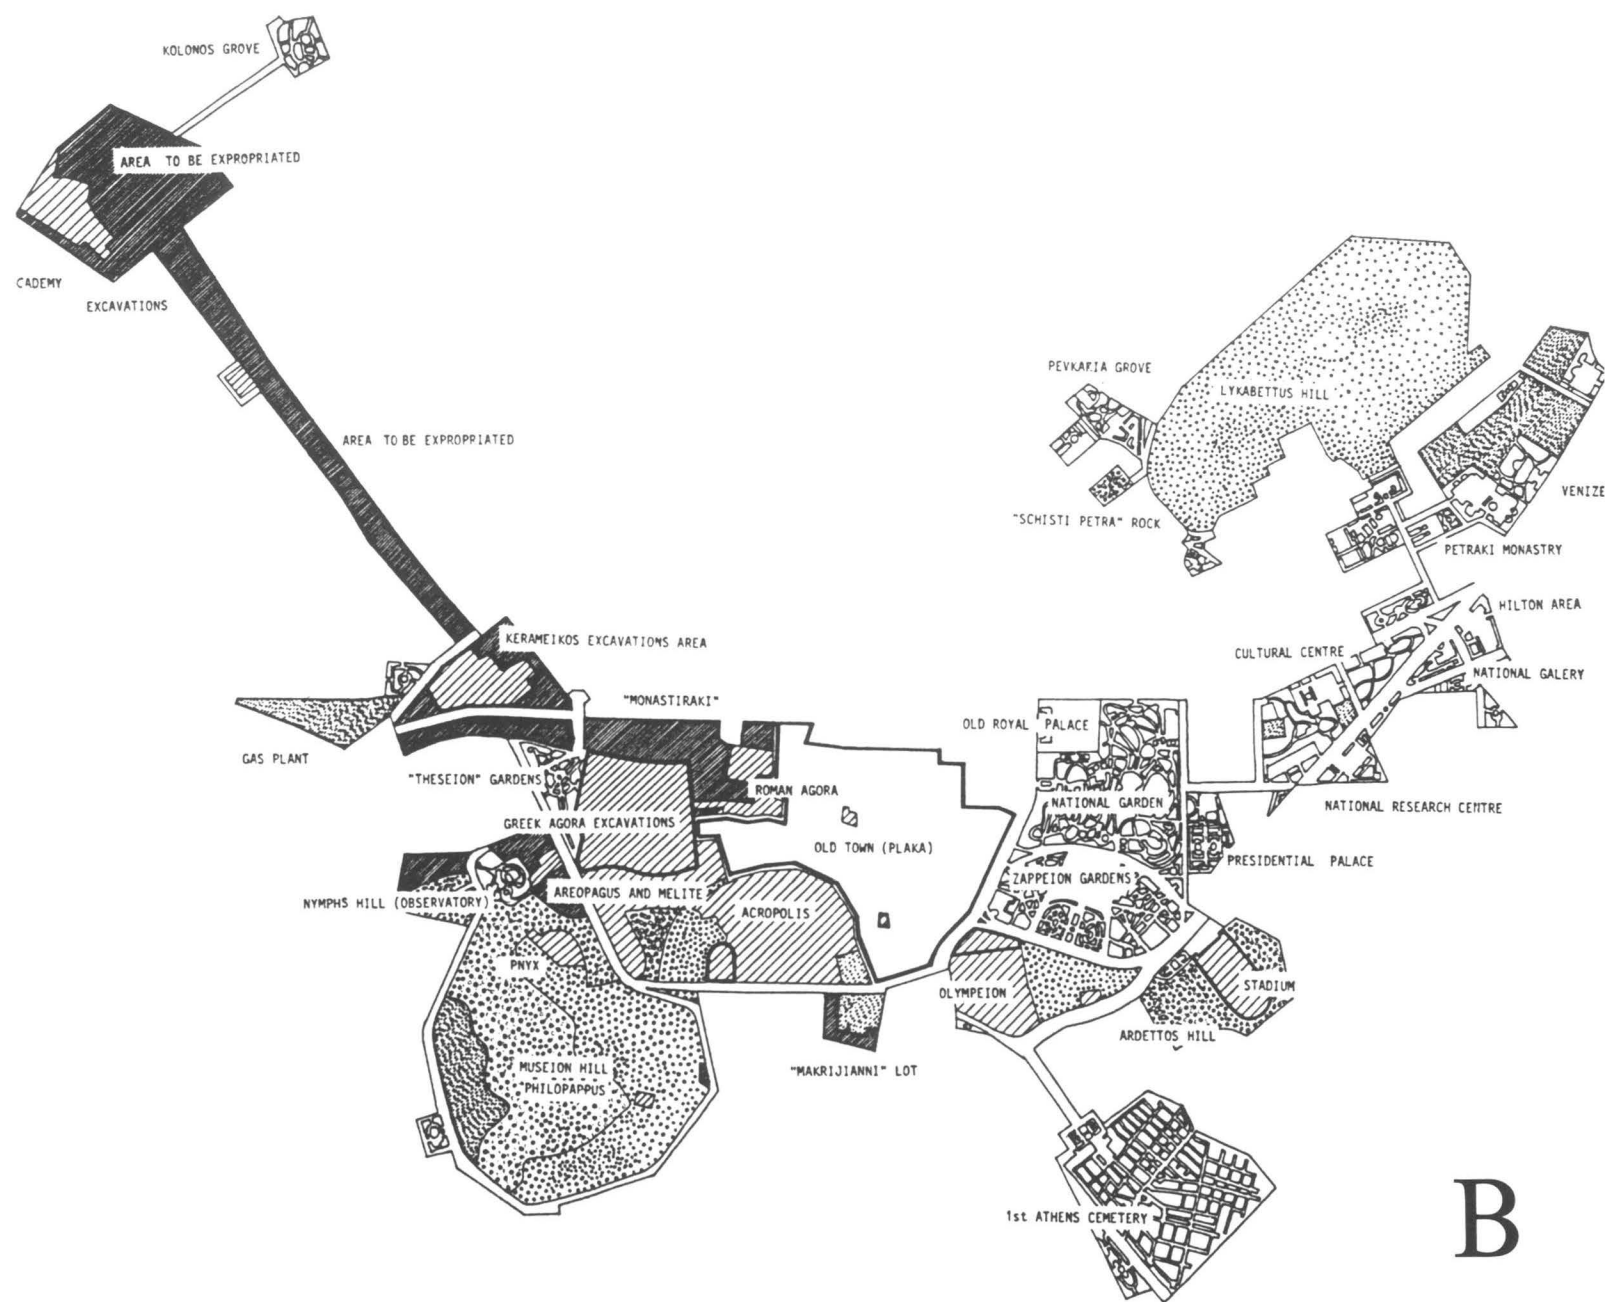 KOLONOS GROVE
AREA TO BE EXPROPRIATED
CADEMY
EXCAVATIONS
AREA TO BE EXPROPRIATED
PEVKAKIA GROVE
LYKABETTUS HILL
VENIZE
"SCHISTI PETRA" ROCK
PETRAKI MONASTRY
HILTON AREA
KERAMEIKOS EXCAVATIONS AREA
CULTURAL CENTRE
NATIONAL GALERY
"MONASTIRAKI"
OLD ROYAL PALACE
GAS PLANT
"THESEION" GARDENS
ROMAN AGORA
NATIONAL GARDEN
NATIONAL RESEARCH CENTRE
GREEK AGORA EXCAVATIONS
OLD TOWN (PLAKA)
PRESIDENTIAL PALACE
ZAPPEION GARDENS
AREOPAGUS AND MELITE
NYMPHS HILL (OBSERVATORY)
ACROPOLIS
PNYX
STADIUM
OLYMPEION
ARDETTOS HILL
MUSEION HILL
PHILOPAPPUS
"MAKRIJIANNI" LOT
1st ATHENS CEMETERY
B